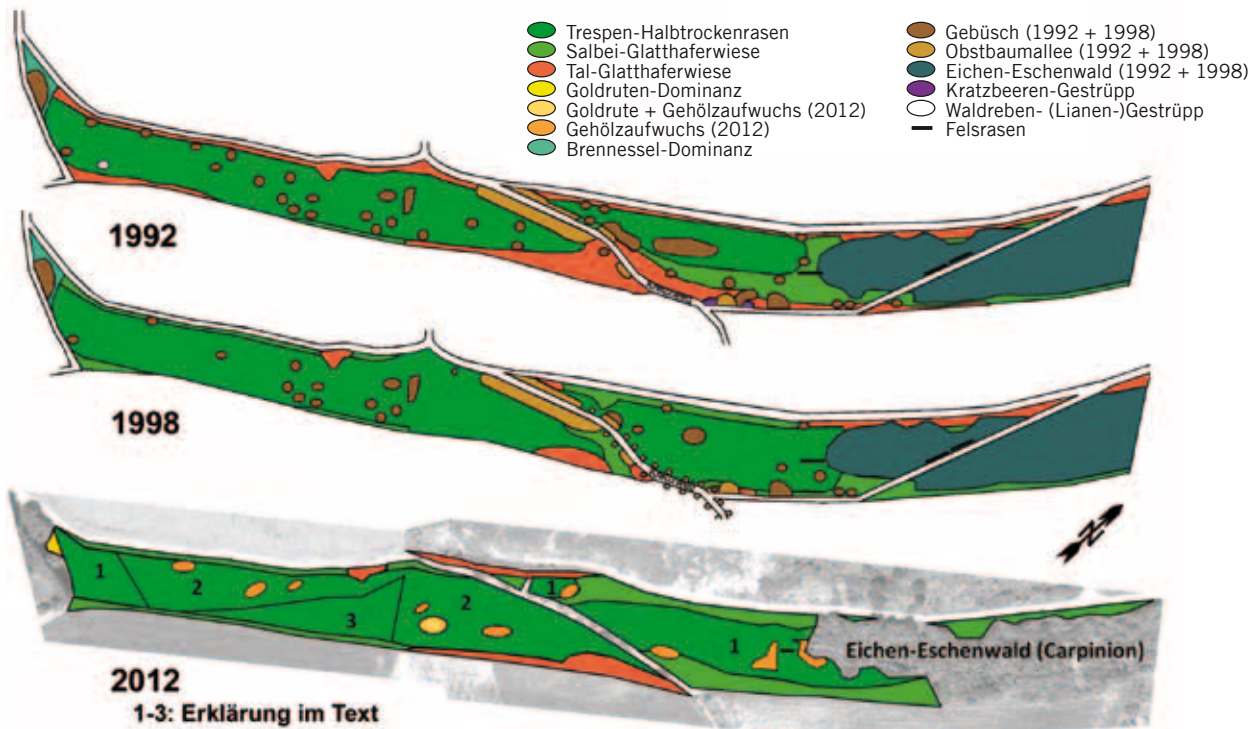 Trespen-Halbtrockenrasen
Salbei-Glatthaferwiese
Tal-Glatthaferwiese
Goldruten-Dominanz
Goldrute + Gehölzaufwuchs (2012)
Gehölzaufwuchs (2012)
Brennessel-Dominanz
Gebüsch (1992 + 1998)
Obstbaumallee (1992 + 1998)
Eichen-Eschenwald (1992 + 1998)
Kratzbeeren-Gestrüpp
Waldreben- (Lianen-)Gestrüpp
Felsrasen
1992
1998
N
1
2
3
2
1
1
Eichen-Eschenwald (Carpinion)
2012
1-3: Erklärung im Text